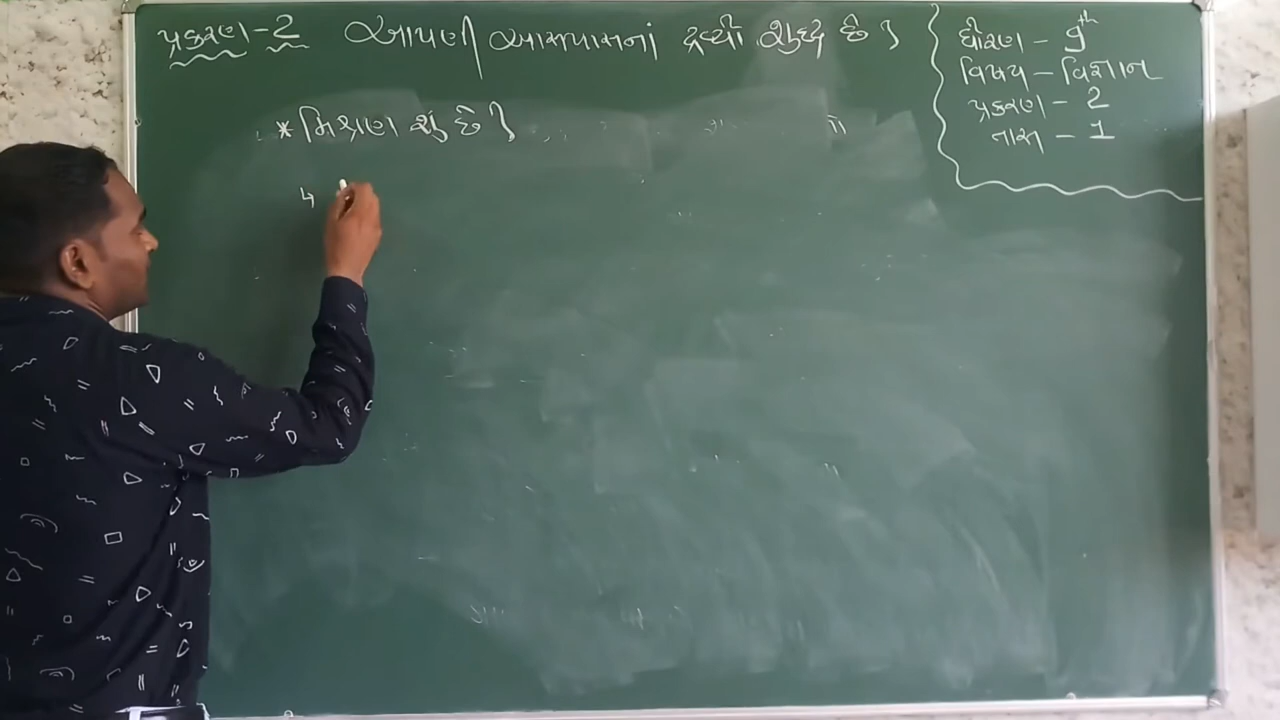 પ્રકરણ-2 આપણી આસપાસનાં દ્રવ્યો શુદ્ધ છે?
ધોરણ - 9th
વિષય - વિજ્ઞાન
પ્રકરણ - 2
તાસ - 1
* મિશ્રણ શું છે?
↳